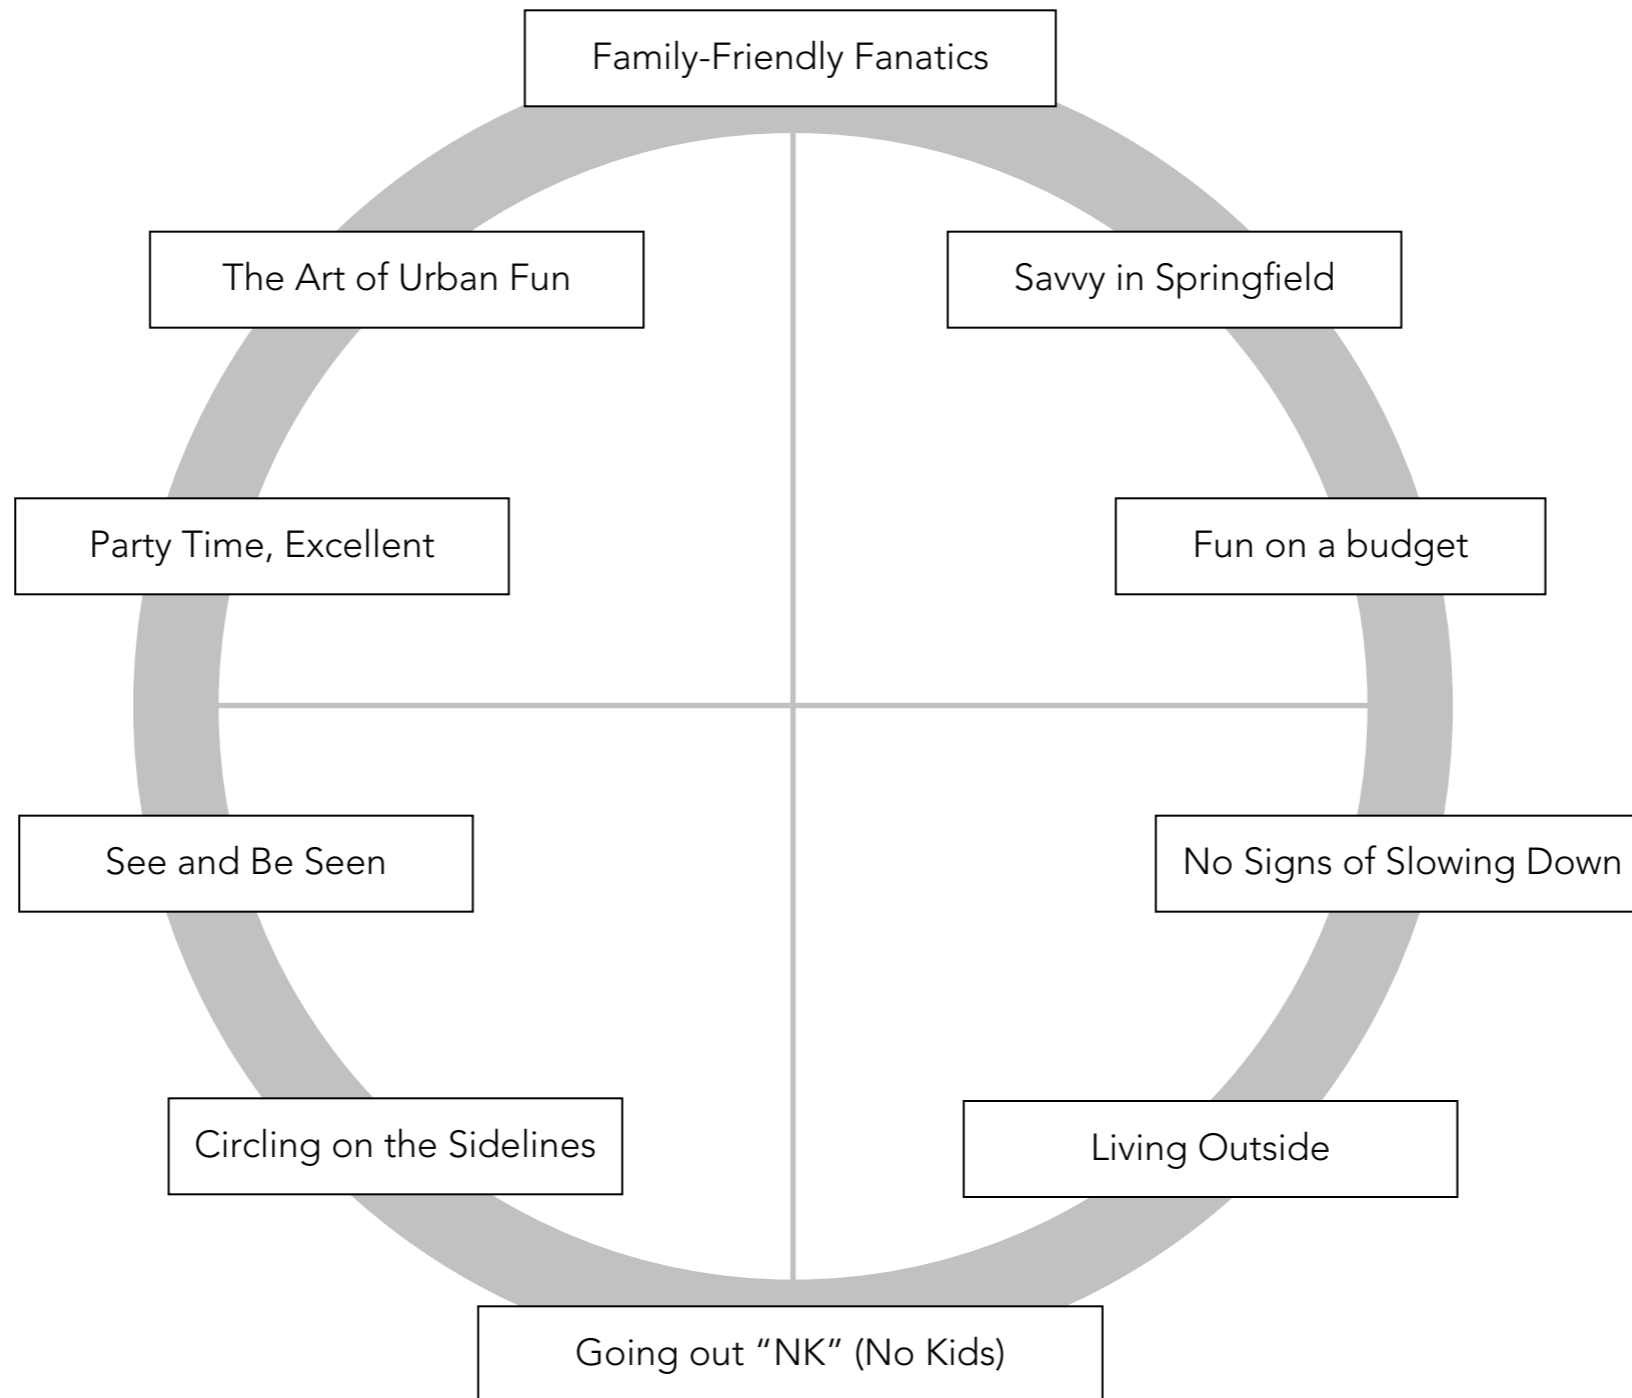 Family-Friendly Fanatics
The Art of Urban Fun
Savvy in Springfield
Party Time, Excellent
Fun on a budget
See and Be Seen
No Signs of Slowing Down
Circling on the Sidelines
Living Outside
Going out “NK” (No Kids)